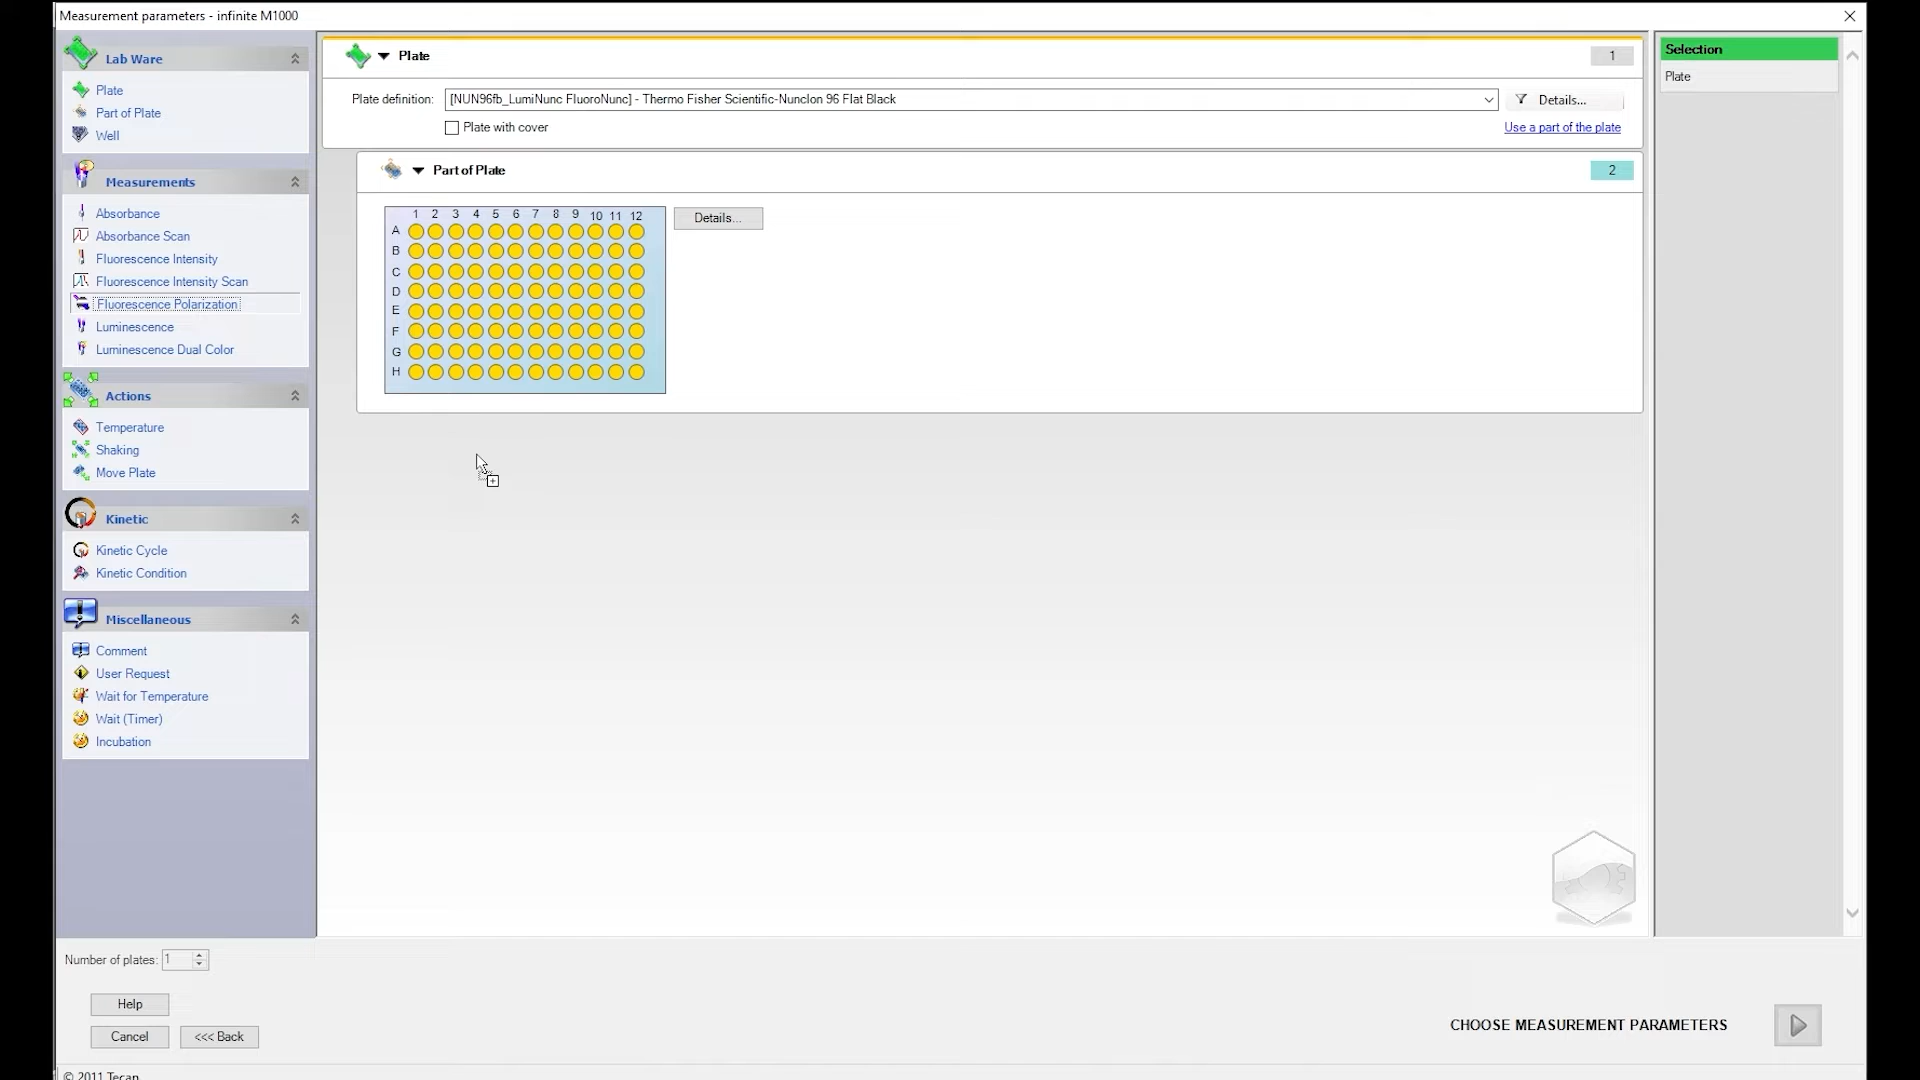 Measurement parameters - infinite M1000
Lab Ware
Plate
Part of Plate
Well
Measurements
Absorbance
Absorbance Scan
Fluorescence Intensity
Fluorescence Intensity Scan
Fluorescence Polarization
Luminescence
Luminescence Dual Color
Actions
Temperature
Shaking
Move Plate
Kinetic
Kinetic Cycle
Kinetic Condition
Miscellaneous
Comment
User Request
Wait for Temperature
Wait (Timer)
Incubation
Plate 1
Plate definition: [NUN96fb_LumiNunc FluoroNunc] - Thermo Fisher Scientific-Nunclon 96 Flat Black Details...
Plate with cover Use a part of the plate
Part of Plate 2
1 2 3 4 5 6 7 8 9 10 11 12
A
B
C
D
E
F
G
H
Details...
Selection
Plate
Number of plates: 1
Help
Cancel <<< Back
CHOOSE MEASUREMENT PARAMETERS
© 2011 Tecan